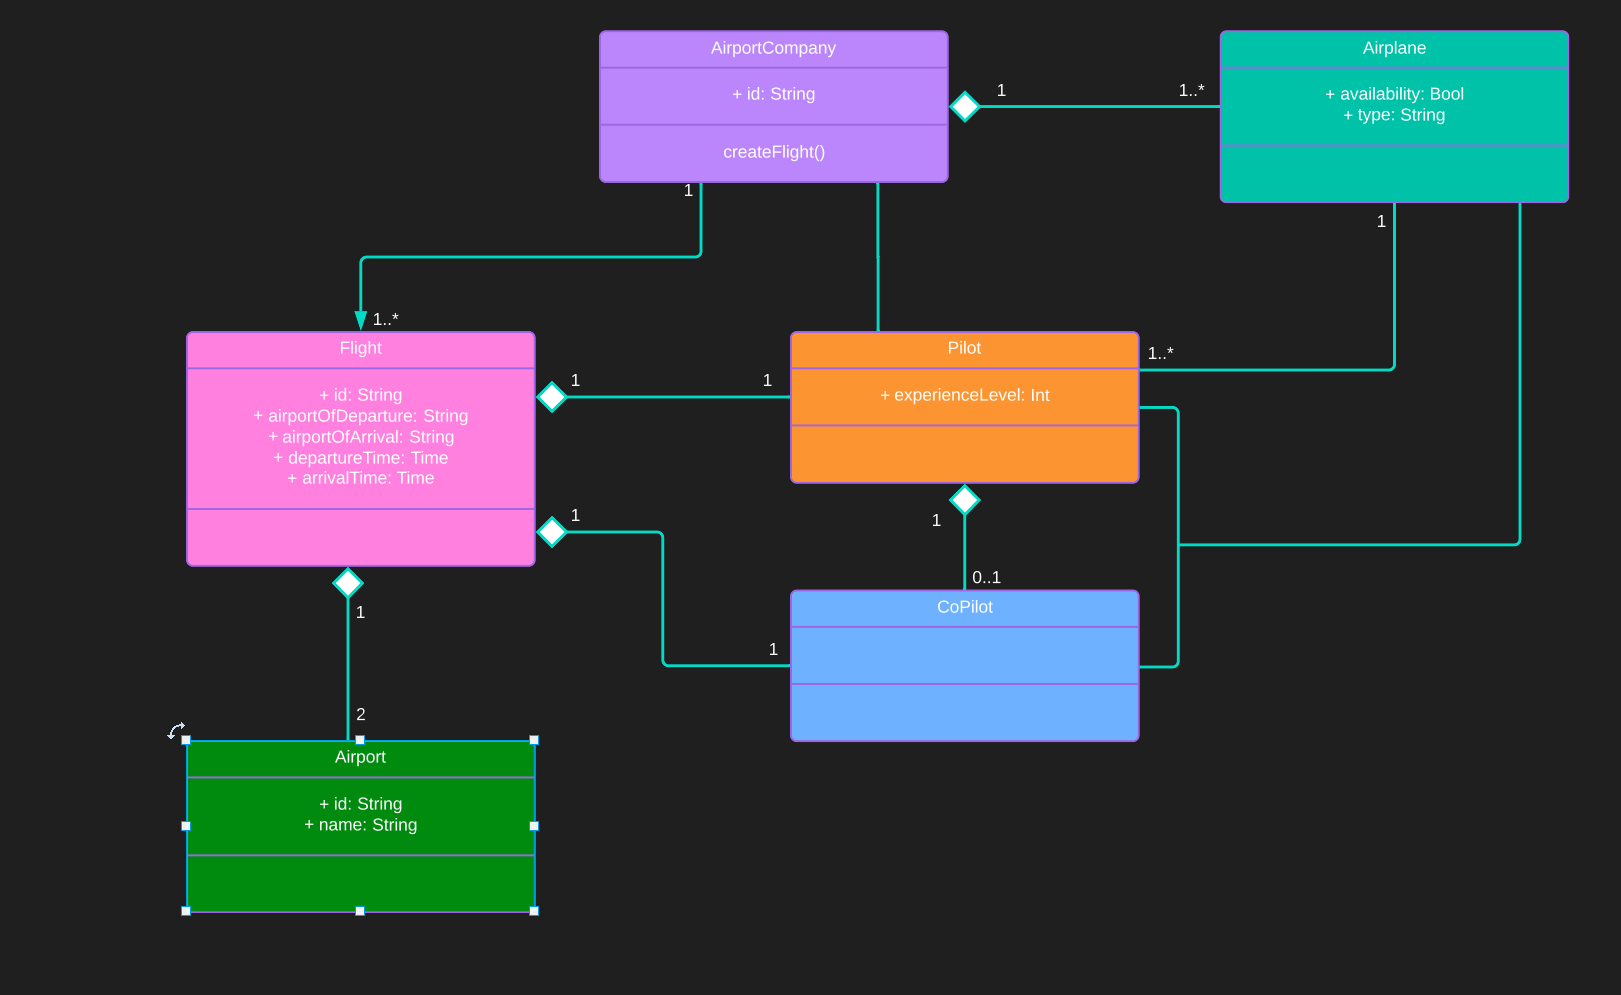 AirportCompany
+ id: String
createFlight()
1
1..*
Airplane
+ availability: Bool
+ type: String
1
1
1..*
Flight
+ id: String
+ airportOfDeparture: String
+ airportOfArrival: String
+ departureTime: Time
+ arrivalTime: Time
1
1
Pilot
+ experienceLevel: Int
1..*
1
1
0..1
CoPilot
1
1
2
Airport
+ id: String
+ name: String